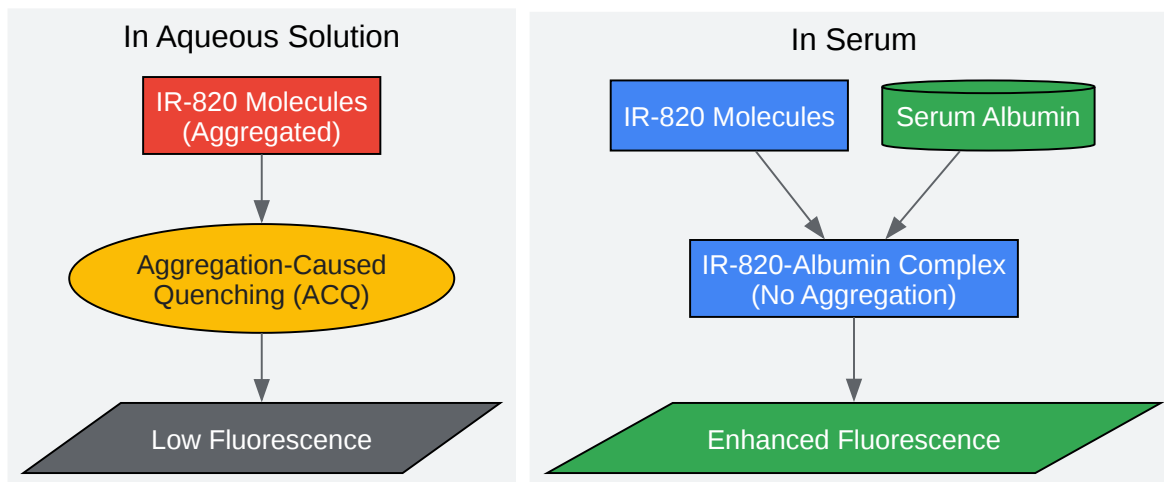 In Aqueous Solution
IR-820 Molecules
(Aggregated)
Aggregation-Caused
Quenching (ACQ)
Low Fluorescence
In Serum
IR-820 Molecules
Serum Albumin
IR-820-Albumin Complex
(No Aggregation)
Enhanced Fluorescence